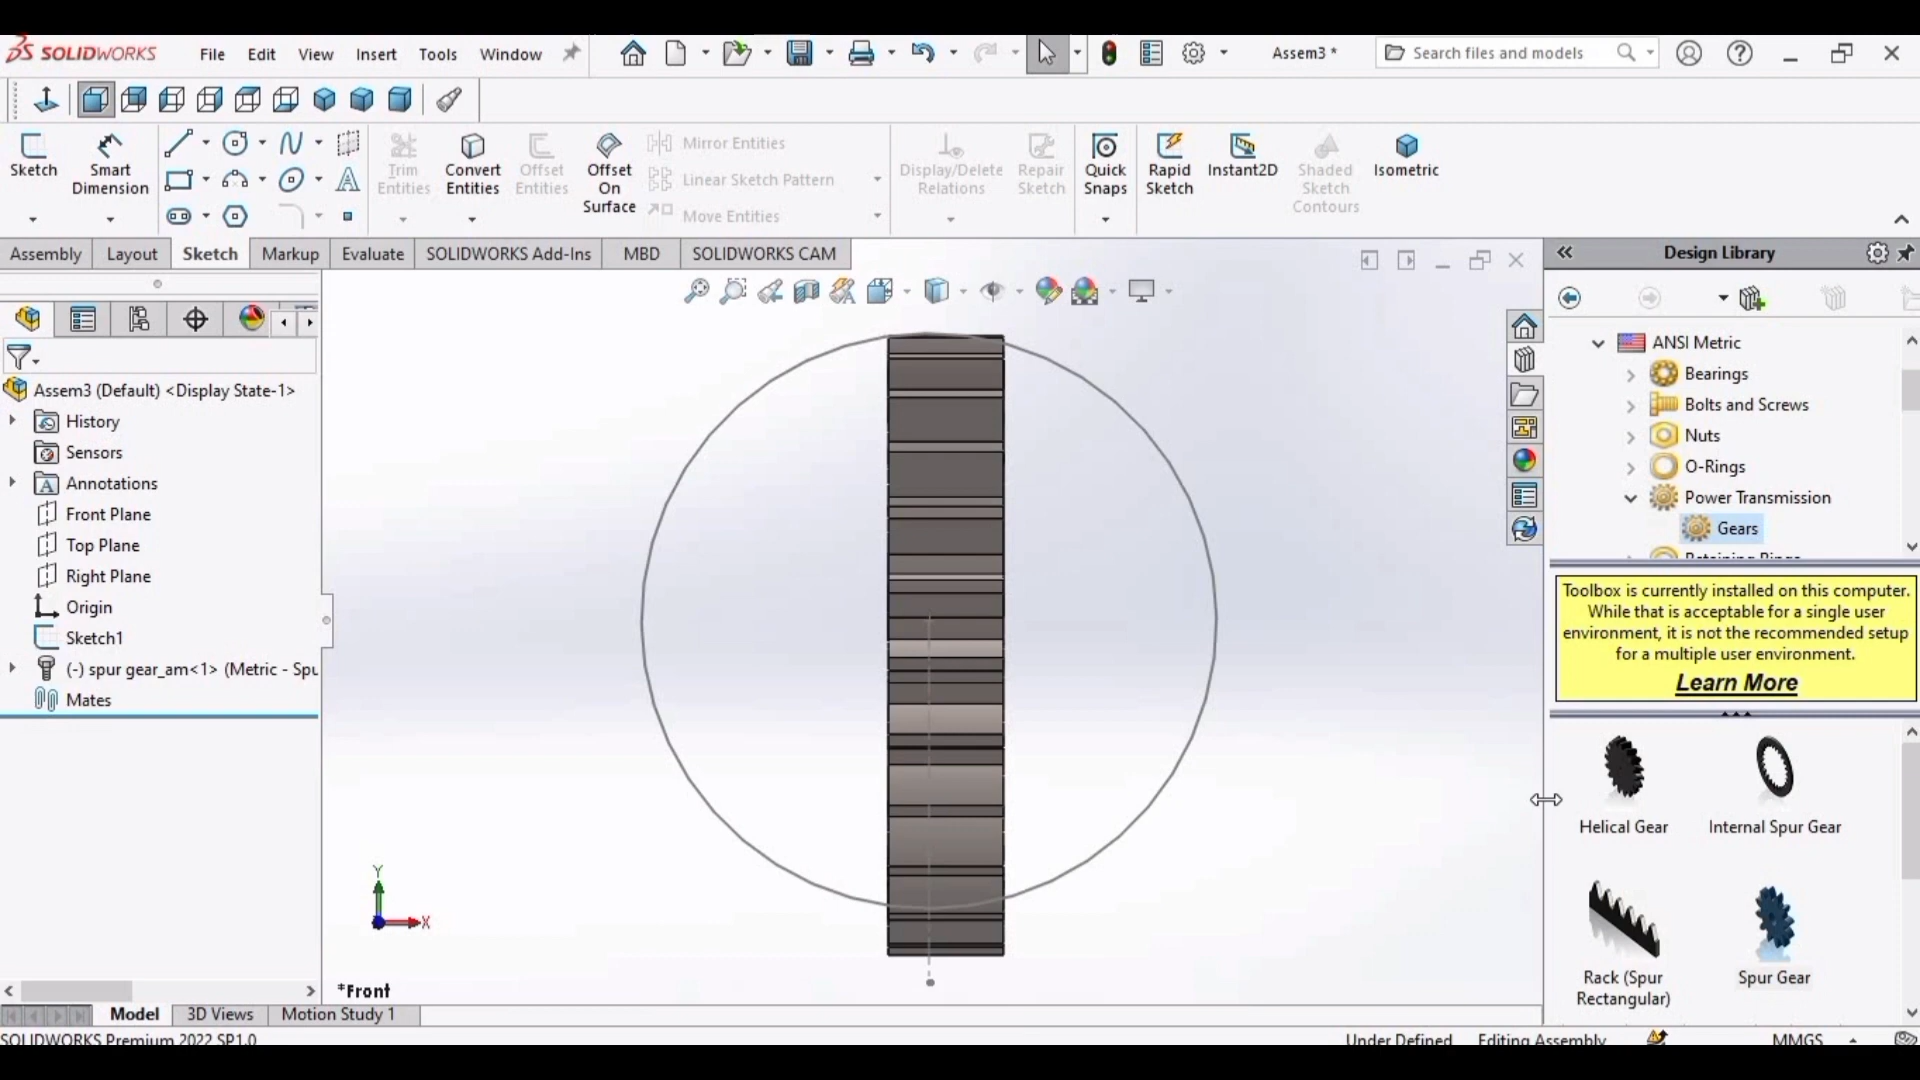 SOLIDWORKS File Edit View Insert Tools Window
Assem3 *
Search files and models
Sketch
Smart Dimension
Trim Entities
Convert Entities
Offset Entities
Offset On Surface
Mirror Entities
Linear Sketch Pattern
Move Entities
Display/Delete Relations
Repair Sketch
Quick Snaps
Rapid Sketch
Instant2D
Shaded Sketch Contours
Isometric
Assembly Layout Sketch Markup Evaluate SOLIDWORKS Add-Ins MBD SOLIDWORKS CAM
Assem3 (Default) <Display State-1>
History
Sensors
Annotations
Front Plane
Top Plane
Right Plane
Origin
Sketch1
(-) spur gear_am<1> (Metric - Spu
Mates
Y
X
*Front
Design Library
ANSI Metric
Bearings
Bolts and Screws
Nuts
O-Rings
Power Transmission
Gears
Retaining Rings
Toolbox is currently installed on this computer.
While that is acceptable for a single user
environment, it is not the recommended setup
for a multiple user environment.
Learn More
Helical Gear
Internal Spur Gear
Rack (Spur
Rectangular)
Spur Gear
Model 3D Views Motion Study 1
SOLIDWORKS Premium 2022 SP1.0
Under Defined Editing Assembly MMGS